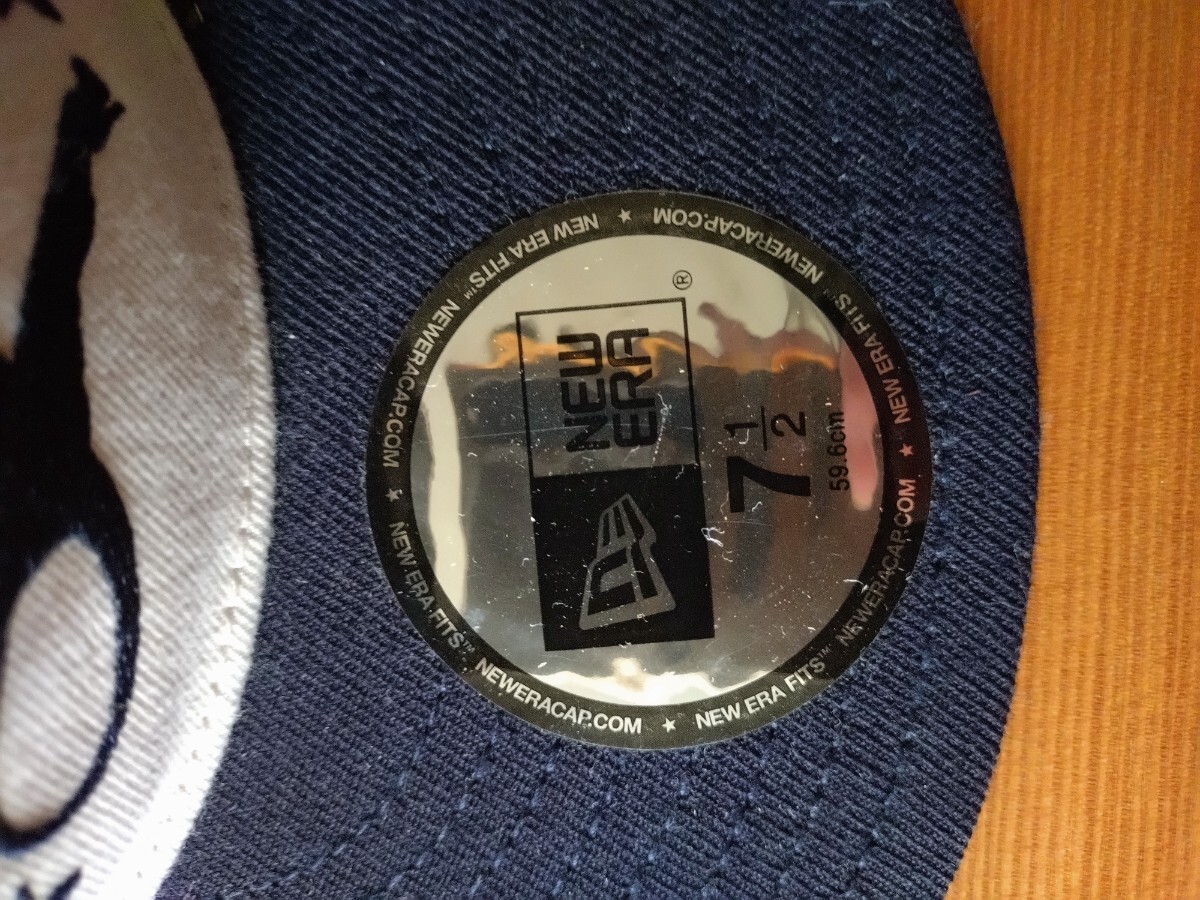 NEW
ERA
®
7 1/2
59.6cm
NEW ERA FITS™ NEWERACAP.COM ★ NEW ERA FITS™ NEWERACAP.COM ★ NEW ERA FITS™ NEWERACAP.COM ★ NEW ERA FITS™ NEWERACAP.COM ★